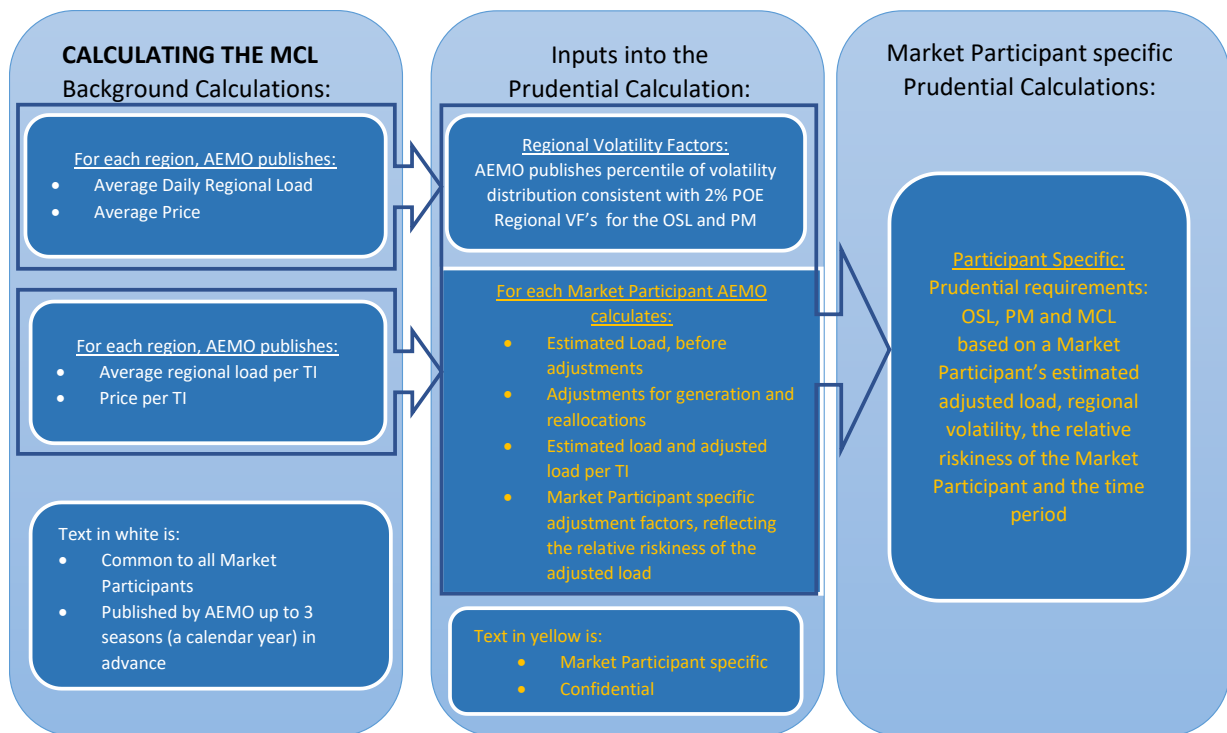 CALCULATING THE MCL
Background Calculations:
For each region, AEMO publishes:
• Average Daily Regional Load
• Average Price
For each region, AEMO publishes:
• Average regional load per TI
• Price per TI
Text in white is:
• Common to all Market
Participants
• Published by AEMO up to 3
seasons (a calendar year) in
advance
Inputs into the
Prudential Calculation:
Regional Volatility Factors:
AEMO publishes percentile of volatility
distribution consistent with 2% POE
Regional VF's for the OSL and PM
For each Market Participant AEMO
calculates:
• Estimated Load, before
adjustments
• Adjustments for generation and
reallocations
• Estimated load and adjusted
load per TI
• Market Participant specific
adjustment factors, reflecting
the relative riskiness of the
adjusted load
Text in yellow is:
• Market Participant specific
• Confidential
Market Participant specific
Prudential Calculations:
Participant Specific:
Prudential requirements:
OSL, PM and MCL
based on a Market
Participant's estimated
adjusted load, regional
volatility, the relative
riskiness of the Market
Participant and the time
period